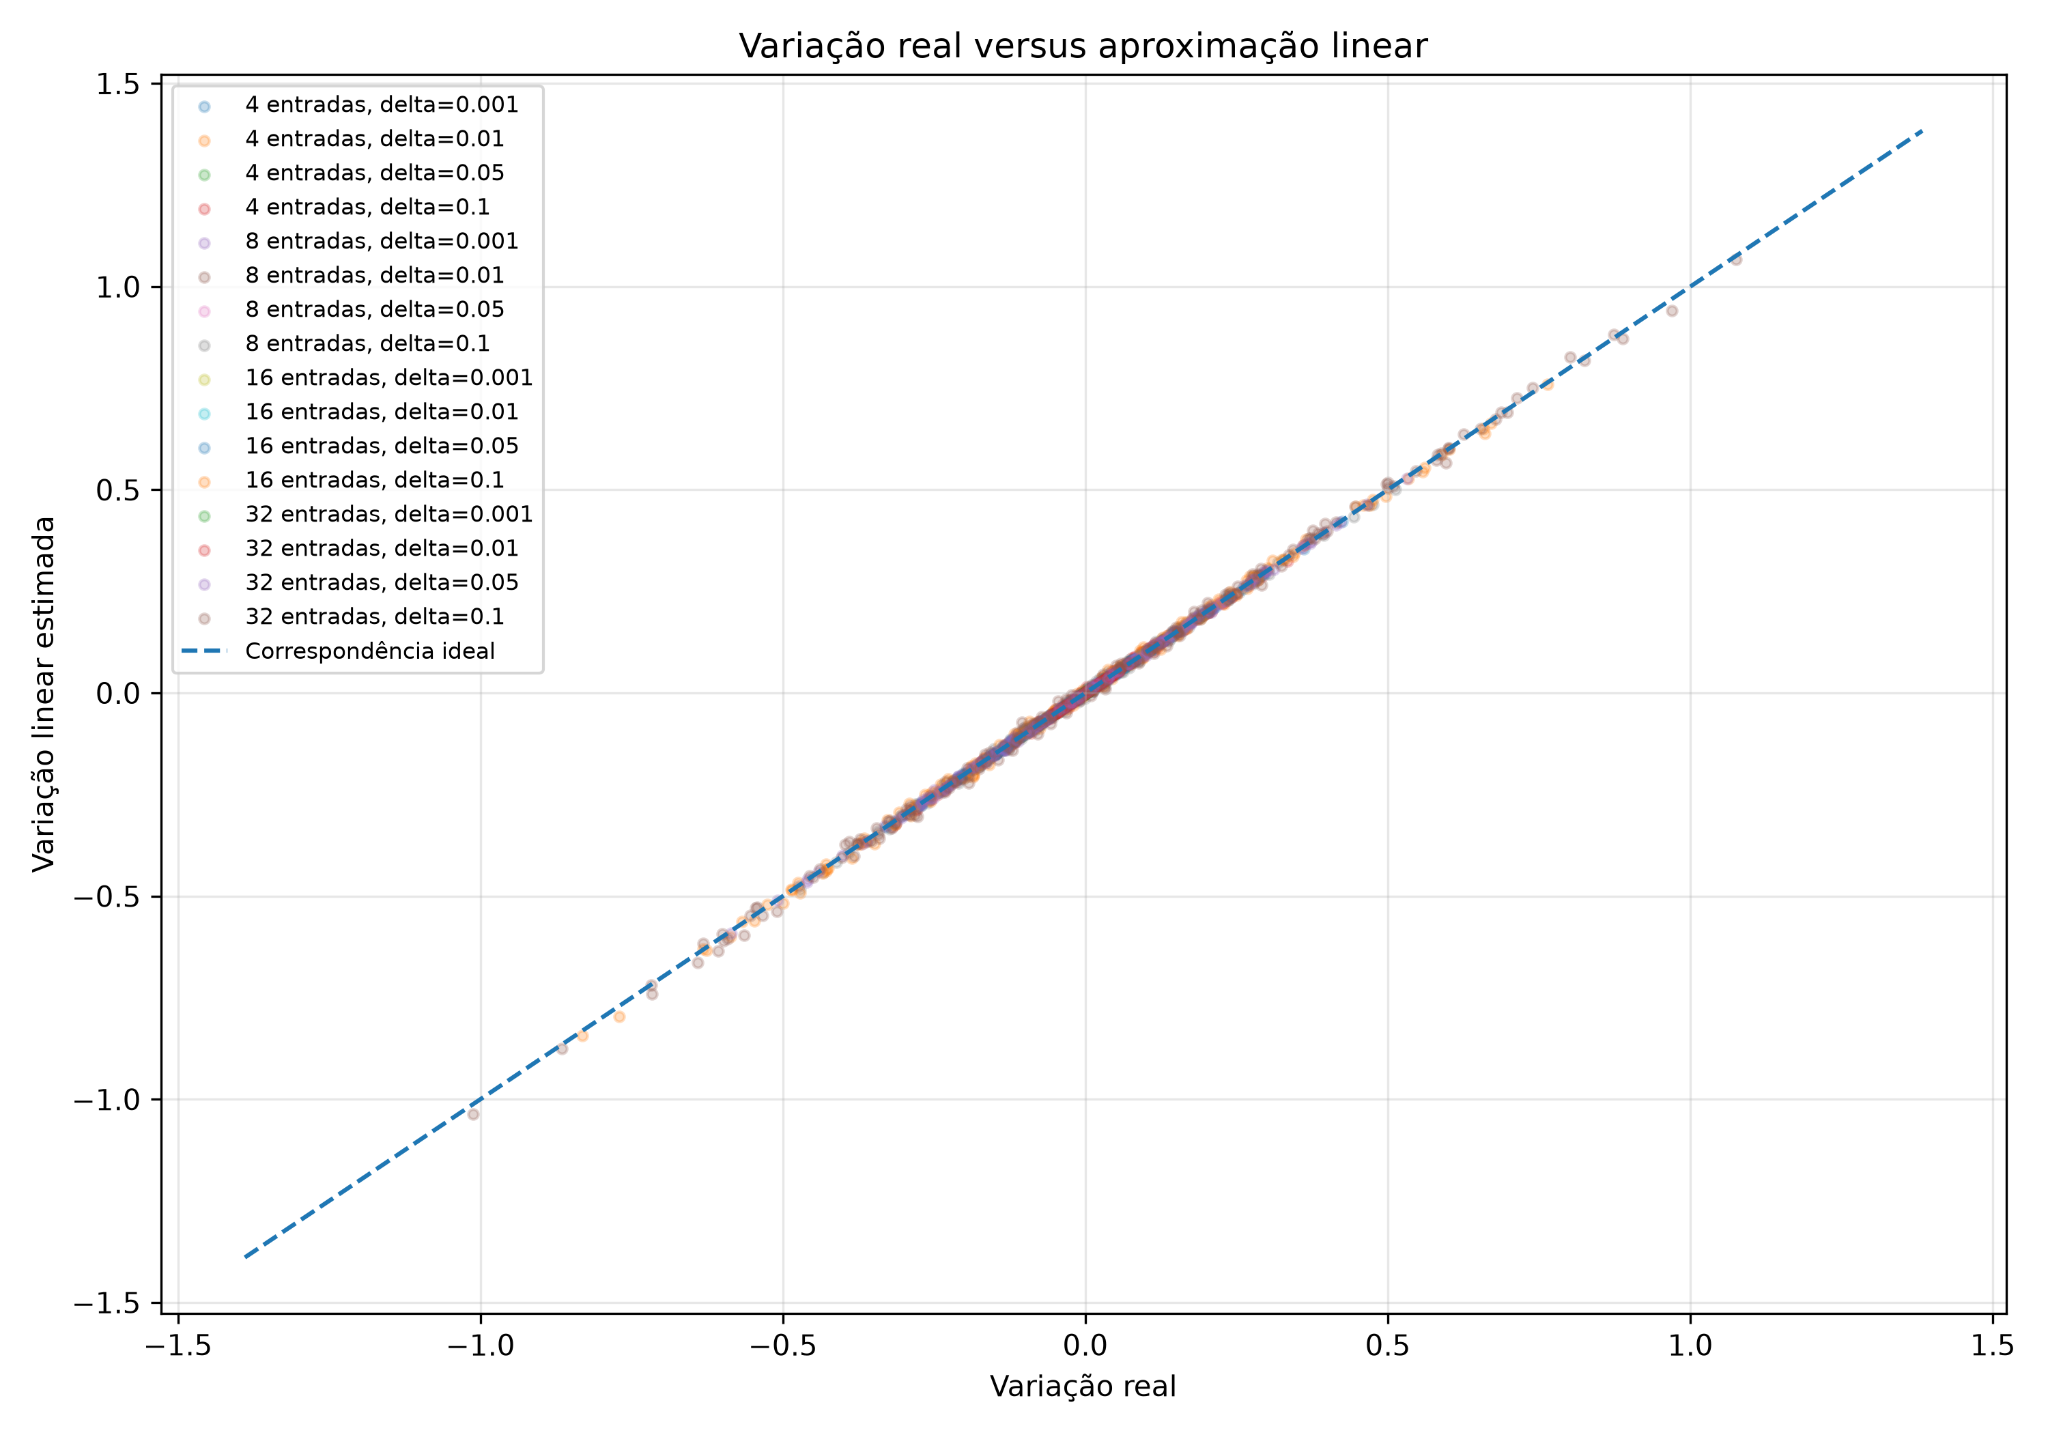 Variação real versus aproximação linear
1.5
1.0
0.5
0.0
−0.5
−1.0
−1.5
Variação linear estimada
4 entradas, delta=0.001
4 entradas, delta=0.01
4 entradas, delta=0.05
4 entradas, delta=0.1
8 entradas, delta=0.001
8 entradas, delta=0.01
8 entradas, delta=0.05
8 entradas, delta=0.1
16 entradas, delta=0.001
16 entradas, delta=0.01
16 entradas, delta=0.05
16 entradas, delta=0.1
32 entradas, delta=0.001
32 entradas, delta=0.01
32 entradas, delta=0.05
32 entradas, delta=0.1
Correspondência ideal
−1.5 −1.0 −0.5 0.0 0.5 1.0 1.5
Variação real